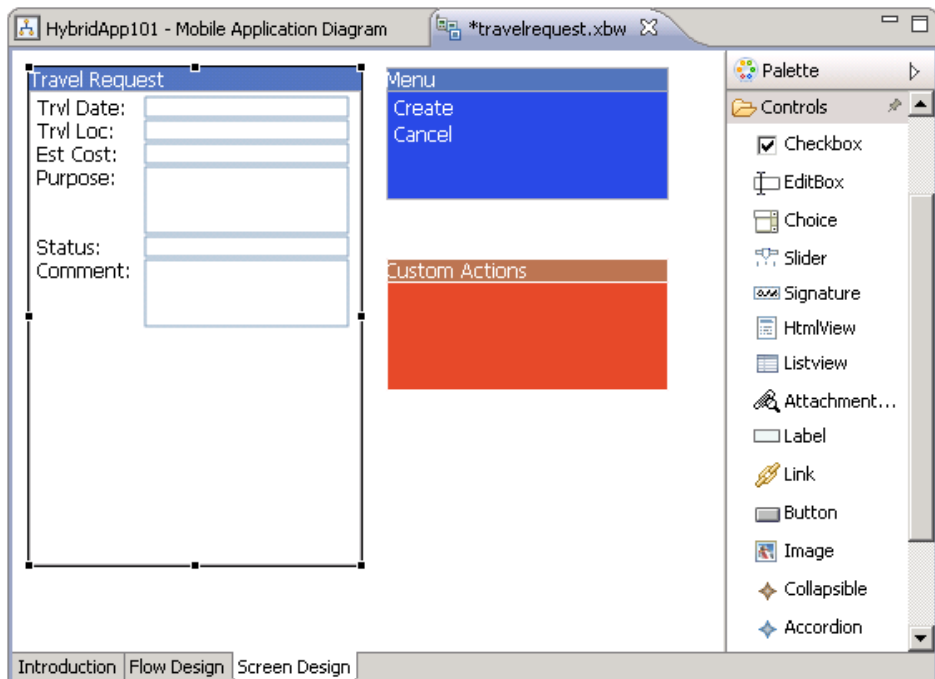 HybridApp101 - Mobile Application Diagram
*travelrequest.xbw
Travel Request
Trvl Date:
Trvl Loc:
Est Cost:
Purpose:
Status:
Comment:
Menu
Create
Cancel
Custom Actions
Palette
Controls
Checkbox
EditBox
Choice
Slider
Signature
HtmlView
Listview
Attachment...
Label
Link
Button
Image
Collapsible
Accordion
Introduction Flow Design Screen Design